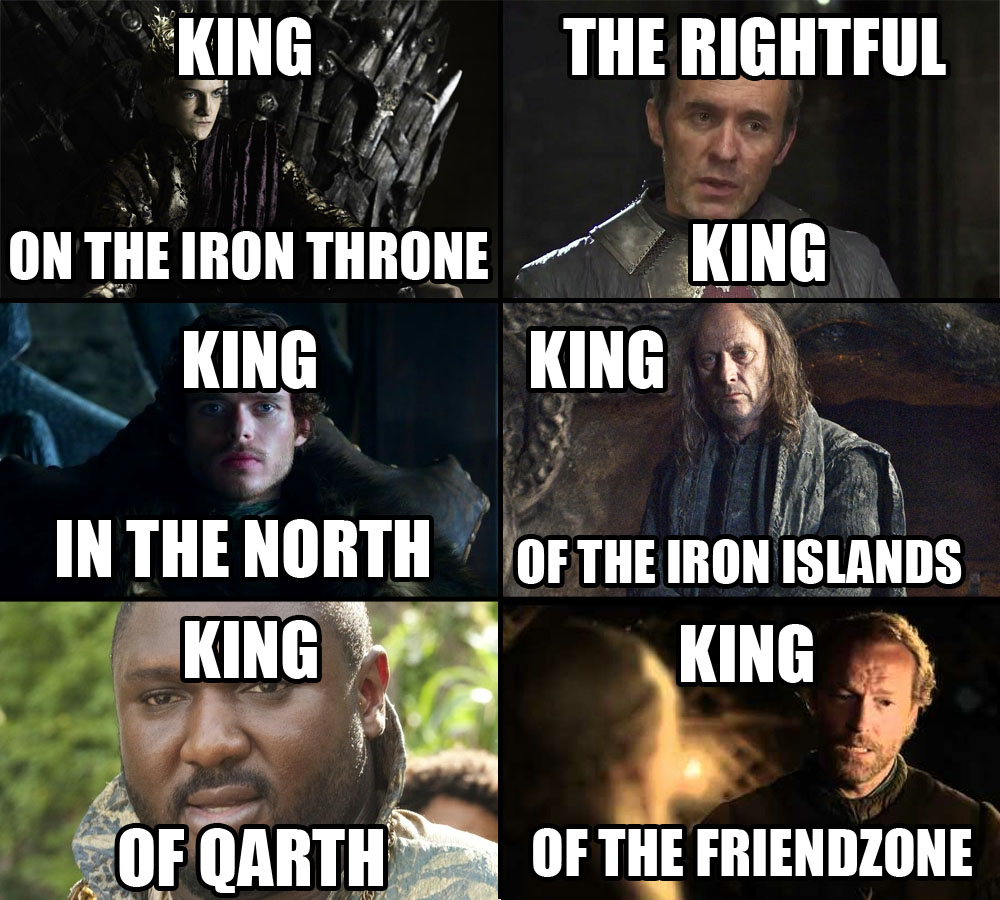 KING
ON THE IRON THRONE
THE RIGHTFUL
KING
KING
IN THE NORTH
KING
OF THE IRON ISLANDS
KING
OF QARTH
KING
OF THE FRIENDZONE